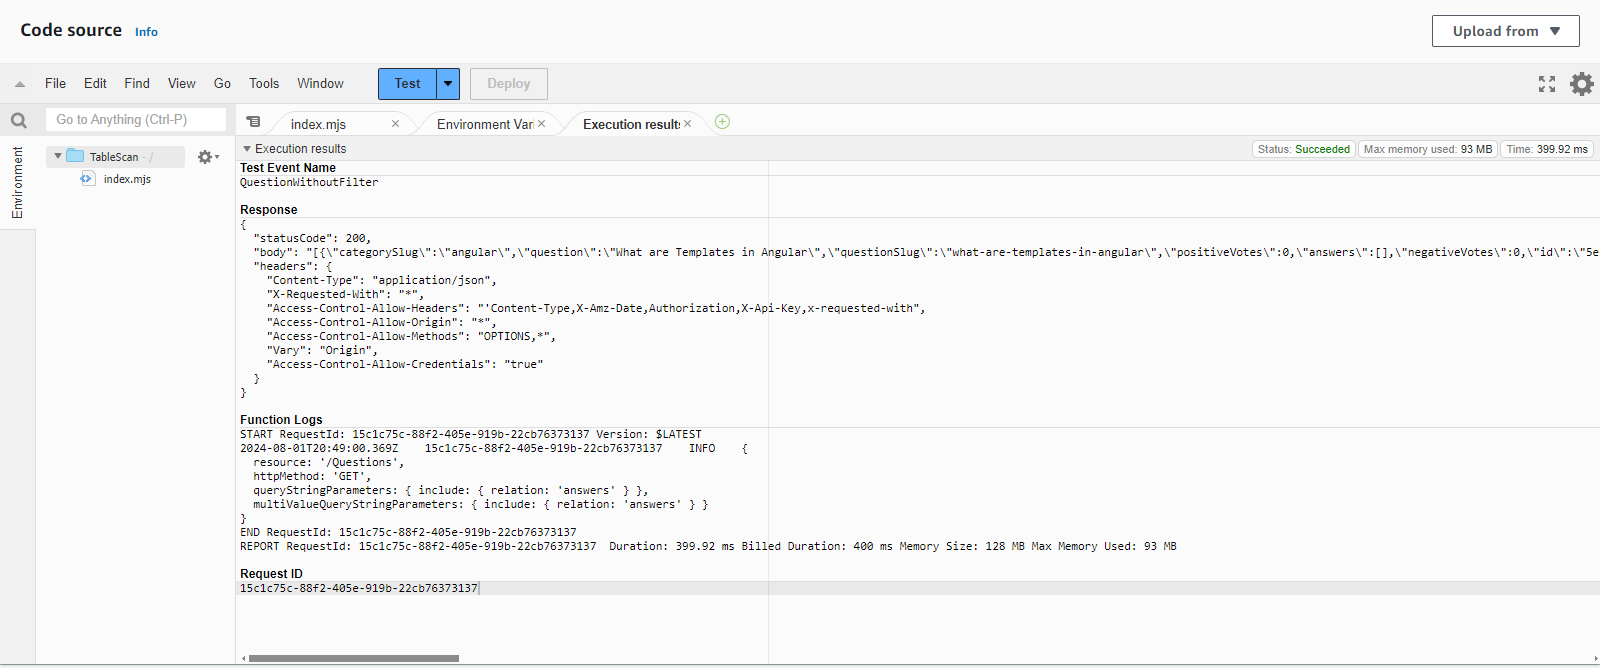 Code source Info
Upload from
File Edit Find View Go Tools Window Test Deploy
Go to Anything (Ctrl-P)
index.mjs Environment Var Execution results
Environment
TableScan - /
index.mjs
Execution results
Status: Succeeded Max memory used: 93 MB Time: 399.92 ms
Test Event Name
QuestionWithoutFilter
Response
{
"statusCode": 200,
"body": "[{\"categorySlug\":\"angular\",\"question\":\"What are Templates in Angular\",\"questionSlug\":\"what-are-templates-in-angular\",\"positiveVotes\":0,\"answers\":[],\"negativeVotes\":0,\"id\":\"5e
"headers": {
"Content-Type": "application/json",
"X-Requested-With": "*",
"Access-Control-Allow-Headers": "'Content-Type,X-Amz-Date,Authorization,X-Api-Key,x-requested-with",
"Access-Control-Allow-Origin": "*",
"Access-Control-Allow-Methods": "OPTIONS,*",
"Vary": "Origin",
"Access-Control-Allow-Credentials": "true"
}
}
Function Logs
START RequestId: 15c1c75c-88f2-405e-919b-22cb76373137 Version: $LATEST
2024-08-01T20:49:00.369Z 15c1c75c-88f2-405e-919b-22cb76373137 INFO {
resource: '/Questions',
httpMethod: 'GET',
queryStringParameters: { include: { relation: 'answers' } },
multiValueQueryStringParameters: { include: { relation: 'answers' } }
}
END RequestId: 15c1c75c-88f2-405e-919b-22cb76373137
REPORT RequestId: 15c1c75c-88f2-405e-919b-22cb76373137 Duration: 399.92 ms Billed Duration: 400 ms Memory Size: 128 MB Max Memory Used: 93 MB
Request ID
15c1c75c-88f2-405e-919b-22cb76373137